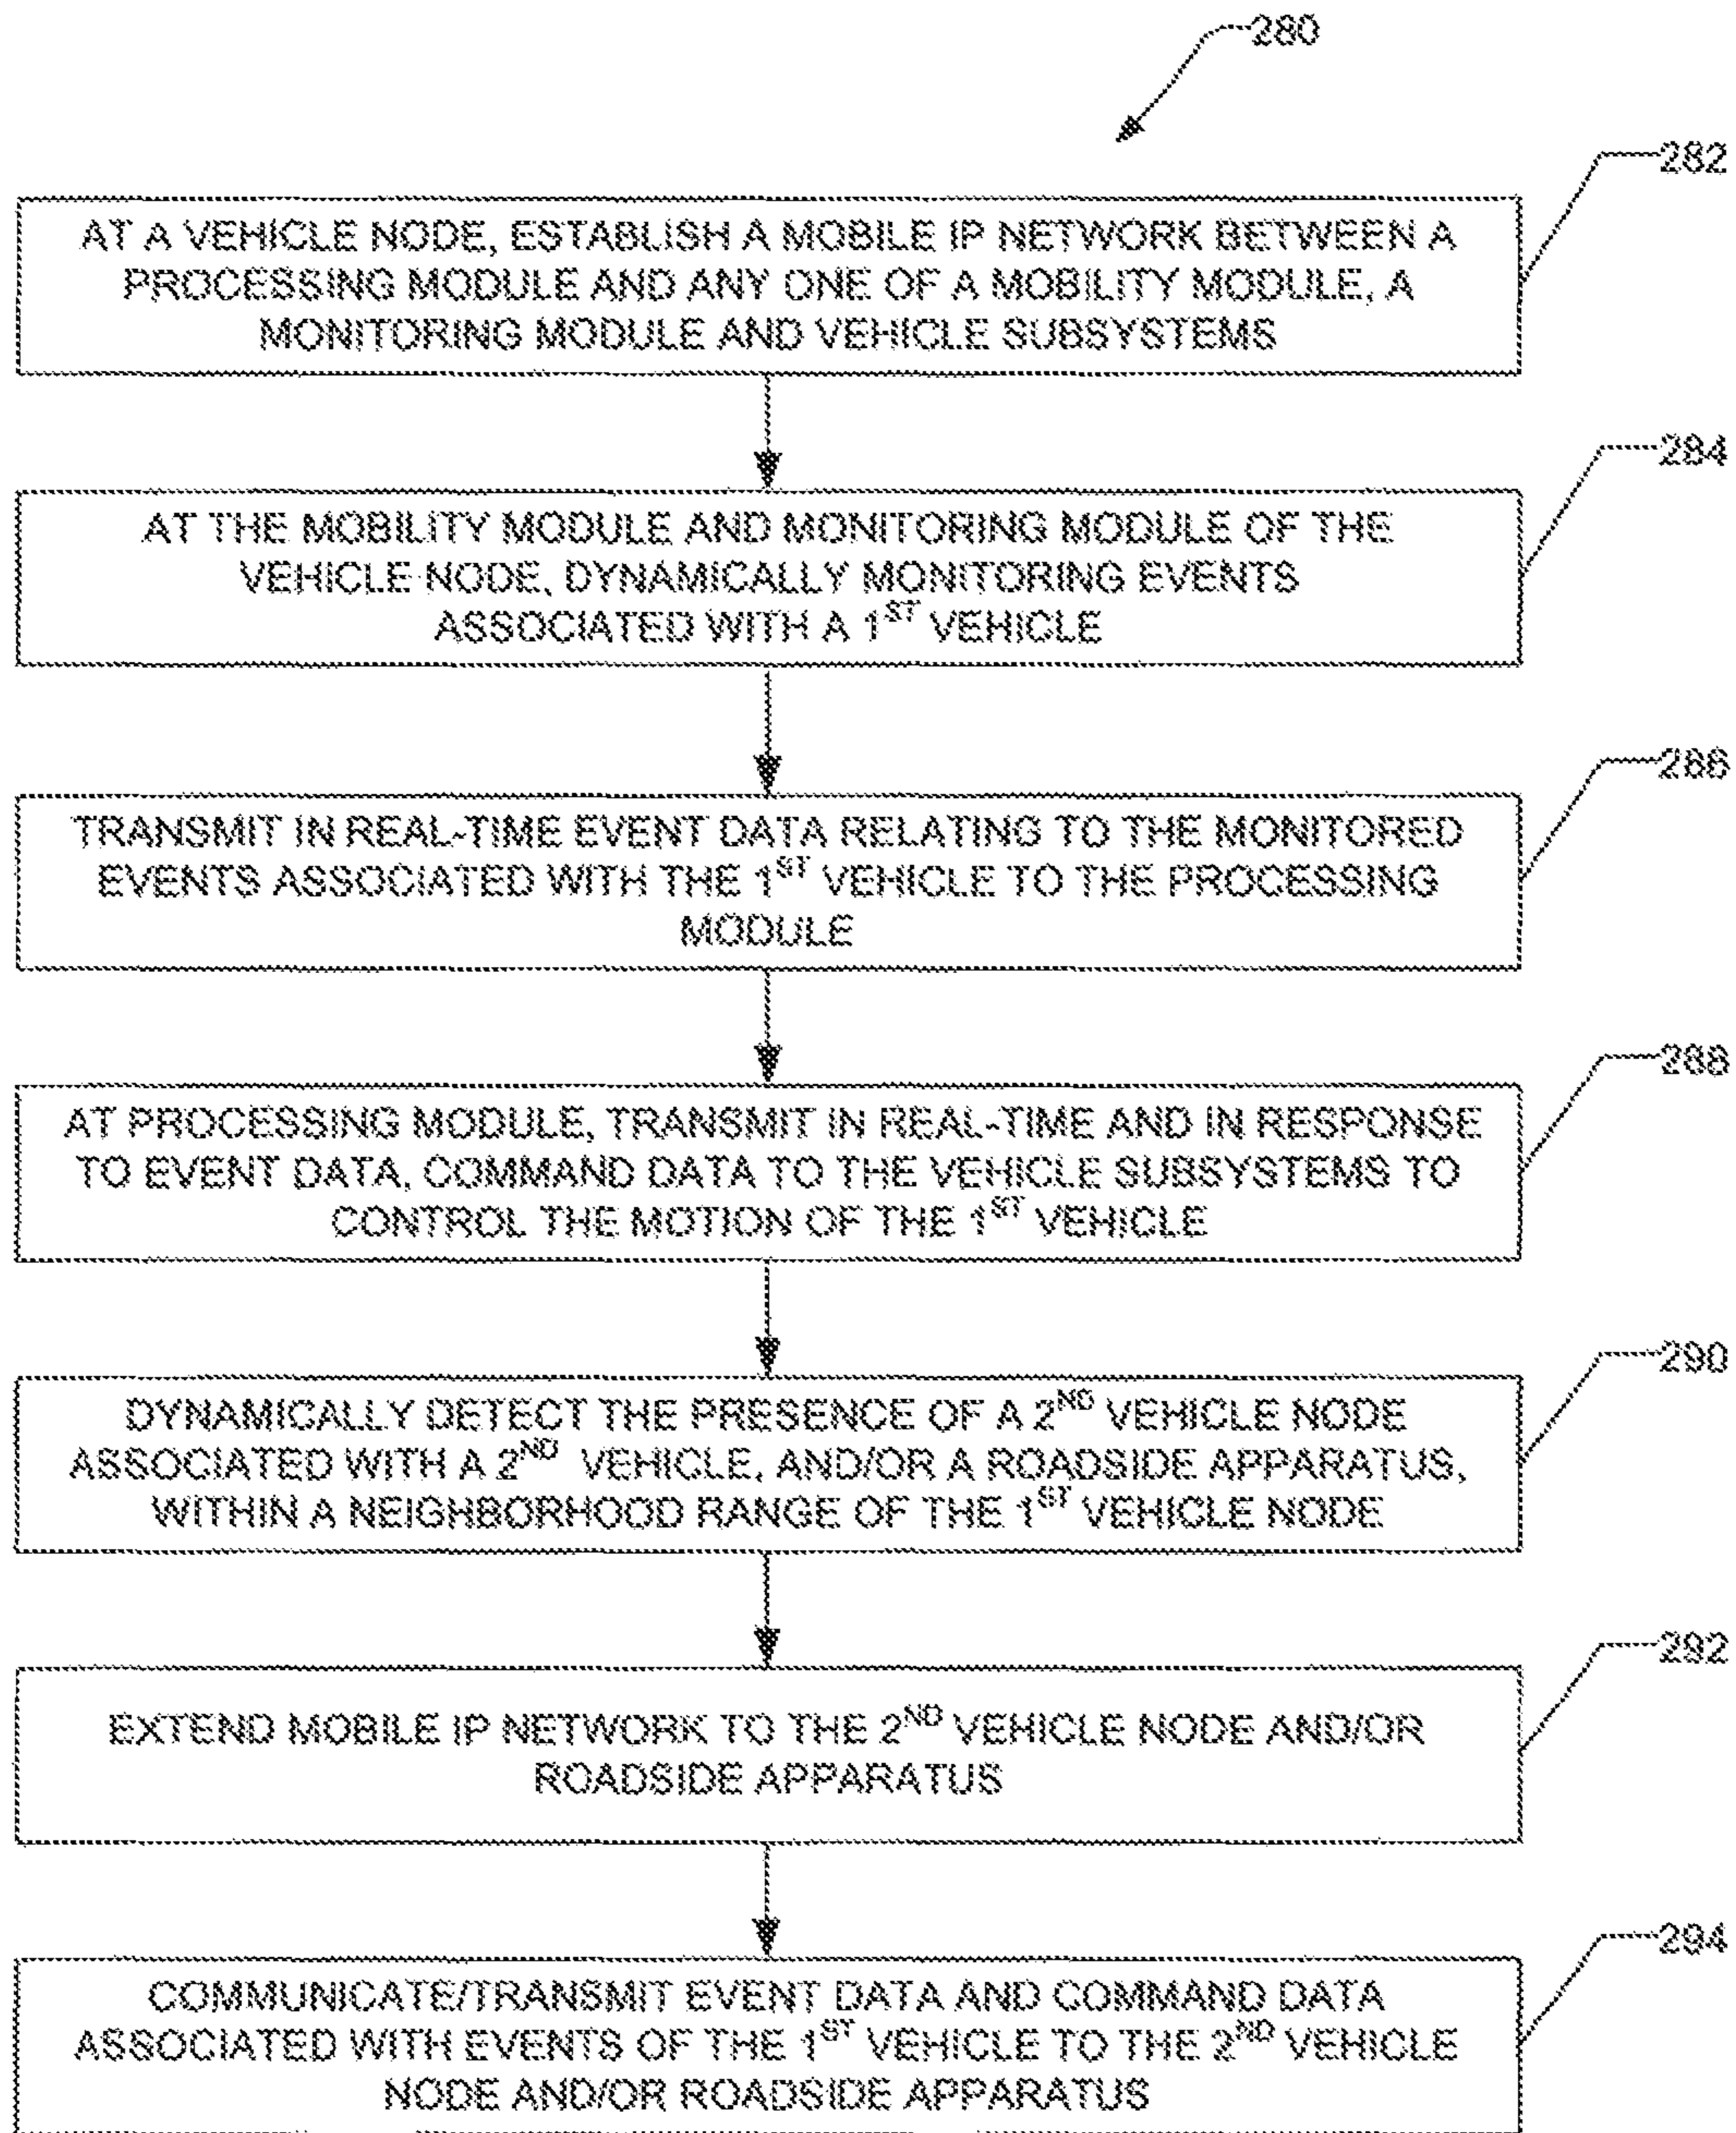 280
282
AT A VEHICLE NODE, ESTABLISH A MOBILE IP NETWORK BETWEEN A
PROCESSING MODULE AND ANY ONE OF A MOBILITY MODULE, A
MONITORING MODULE AND VEHICLE SUBSYSTEMS
284
AT THE MOBILITY MODULE AND MONITORING MODULE OF THE
VEHICLE NODE, DYNAMICALLY MONITORING EVENTS
ASSOCIATED WITH A 1ST VEHICLE
286
TRANSMIT IN REAL-TIME EVENT DATA RELATING TO THE MONITORED
EVENTS ASSOCIATED WITH THE 1ST VEHICLE TO THE PROCESSING
MODULE
288
AT PROCESSING MODULE, TRANSMIT IN REAL-TIME AND IN RESPONSE
TO EVENT DATA, COMMAND DATA TO THE VEHICLE SUBSYSTEMS TO
CONTROL THE MOTION OF THE 1ST VEHICLE
290
DYNAMICALLY DETECT THE PRESENCE OF A 2ND VEHICLE NODE
ASSOCIATED WITH A 2ND VEHICLE, AND/OR A ROADSIDE APPARATUS,
WITHIN A NEIGHBORHOOD RANGE OF THE 1ST VEHICLE NODE
292
EXTEND MOBILE IP NETWORK TO THE 2ND VEHICLE NODE AND/OR
ROADSIDE APPARATUS
294
COMMUNICATE/TRANSMIT EVENT DATA AND COMMAND DATA
ASSOCIATED WITH EVENTS OF THE 1ST VEHICLE TO THE 2ND VEHICLE
NODE AND/OR ROADSIDE APPARATUS